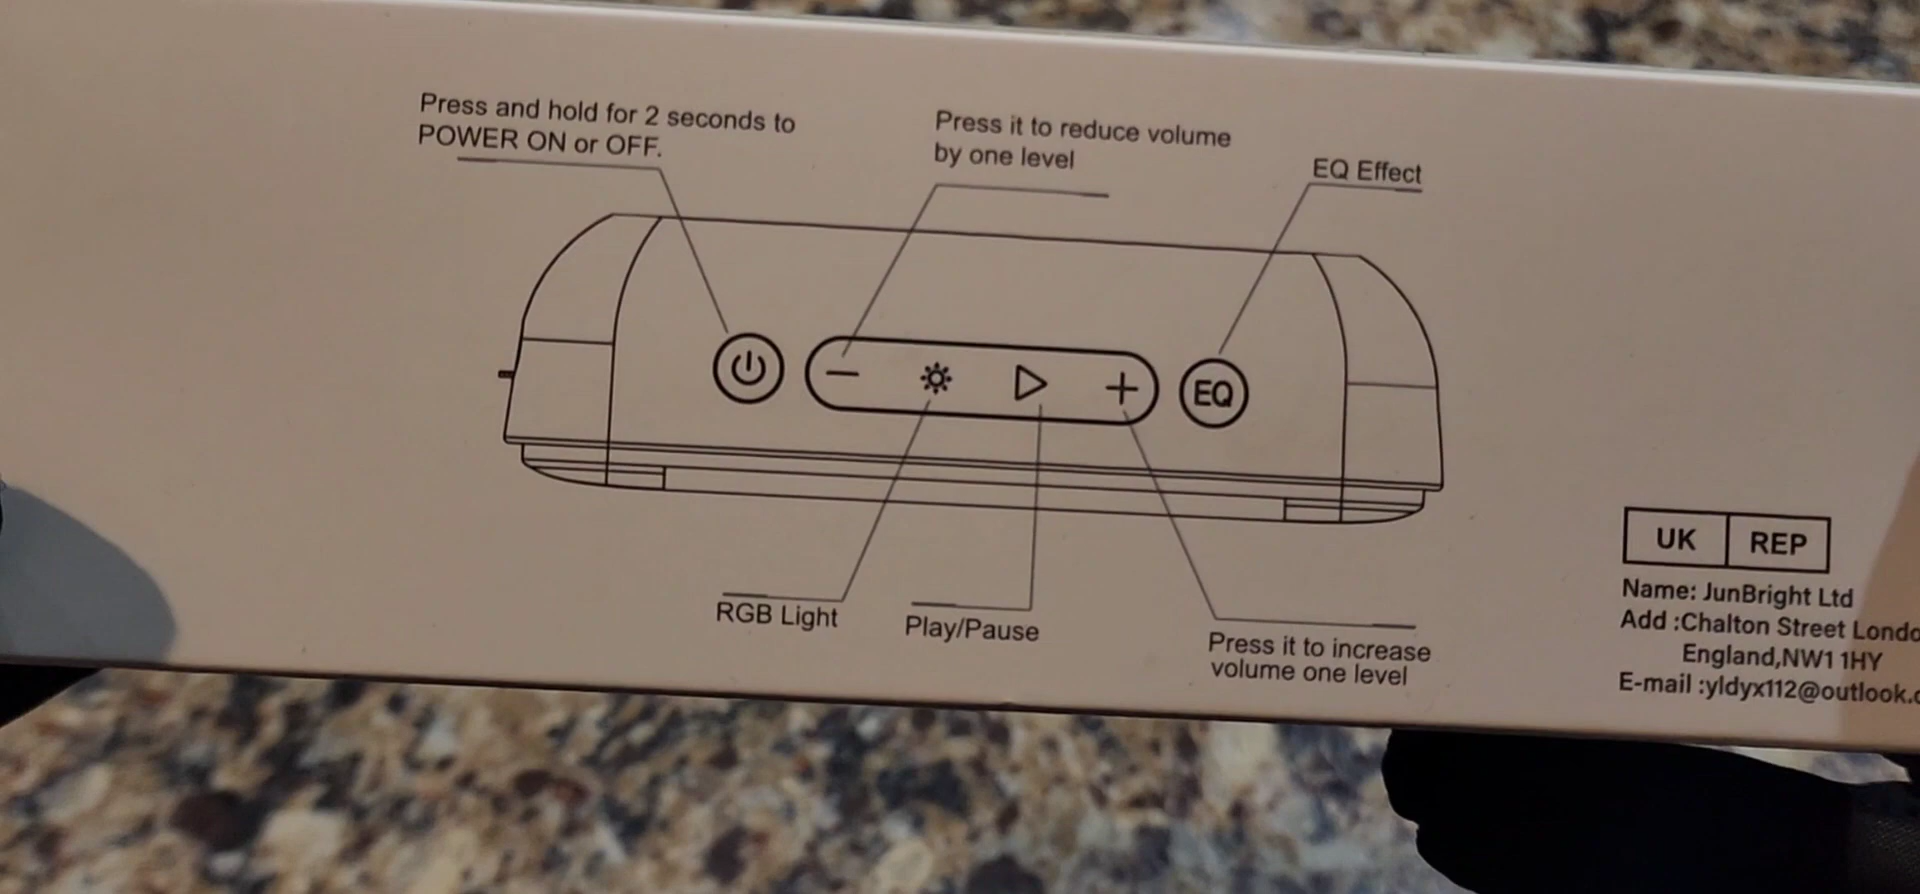 Press and hold for 2 seconds to
POWER ON or OFF.
Press it to reduce volume
by one level
EQ Effect
EQ
RGB Light
Play/Pause
Press it to increase
volume one level
UK REP
Name: JunBright Ltd
Add :Chalton Street Londo
England,NW1 1HY
E-mail :yldyx112@outlook.c